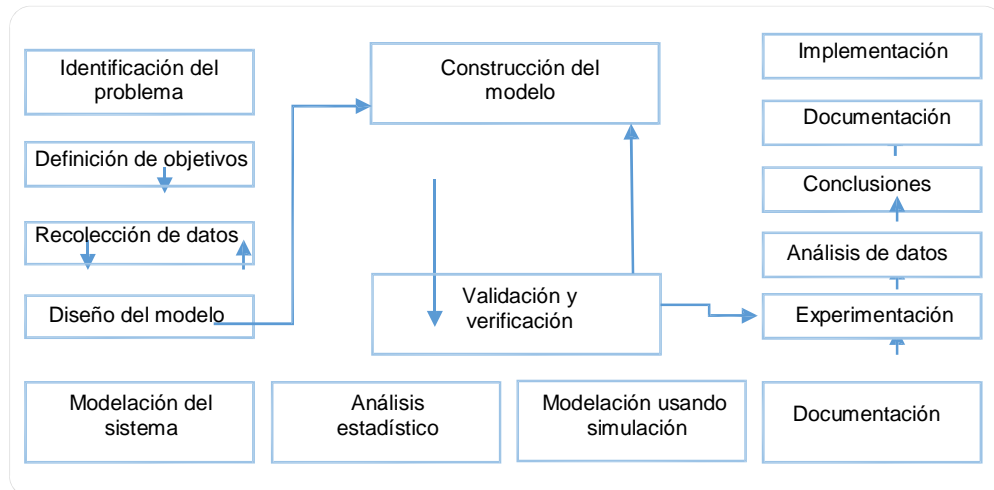 Identificación del
problema
Definición de objetivos
Recolección de datos
Diseño del modelo
Construcción del
modelo
Validación y
verificación
Implementación
Documentación
Conclusiones
Análisis de datos
Experimentación
Modelación del
sistema
Análisis
estadístico
Modelación usando
simulación
Documentación